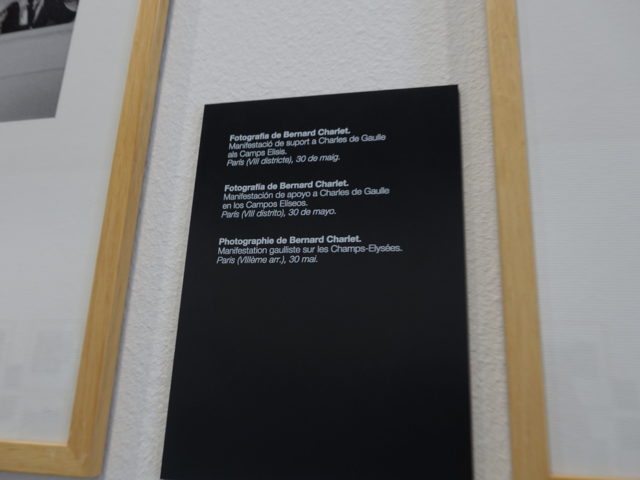 Fotografia de Bernard Charlet.
Manifestació de suport a Charles de Gaulle
als Camps Elisis.
París (VIII districte), 30 de maig.
Fotografía de Bernard Charlet.
Manifestación de apoyo a Charles de Gaulle
en los Campos Elíseos.
París (VIII distrito), 30 de mayo.
Photographie de Bernard Charlet.
Manifestation gaulliste sur les Champs-Elysées.
Paris (VIIIème arr.), 30 mai.